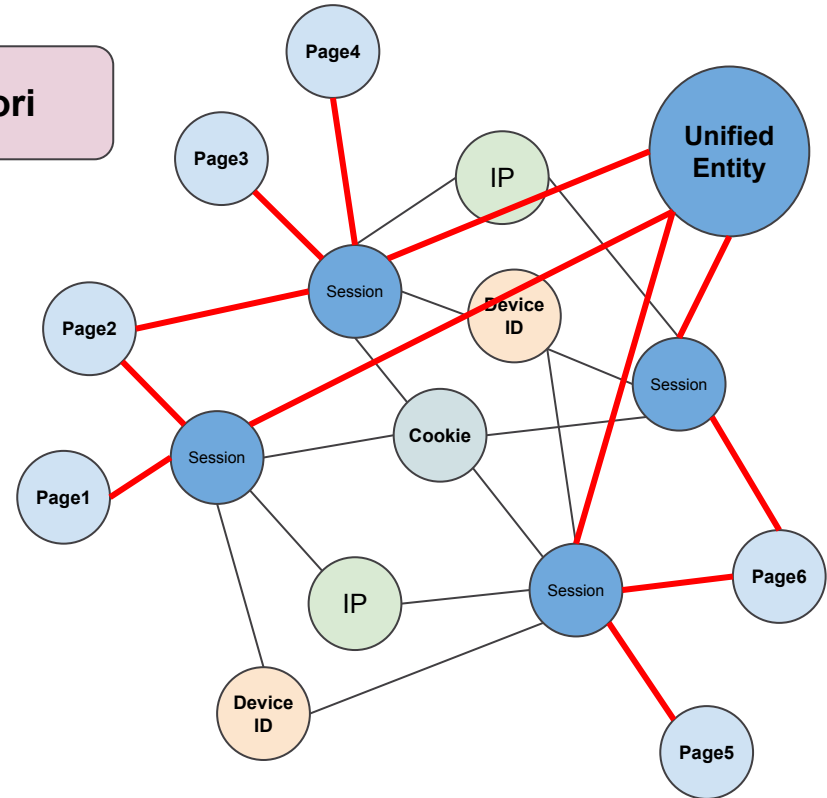 Page4
ori
Unified
Entity
Page3
IP
Session
Device
ID
Page2
Session
Cookie
Session
Page1
Session
IP
Page6
Device
ID
Page5